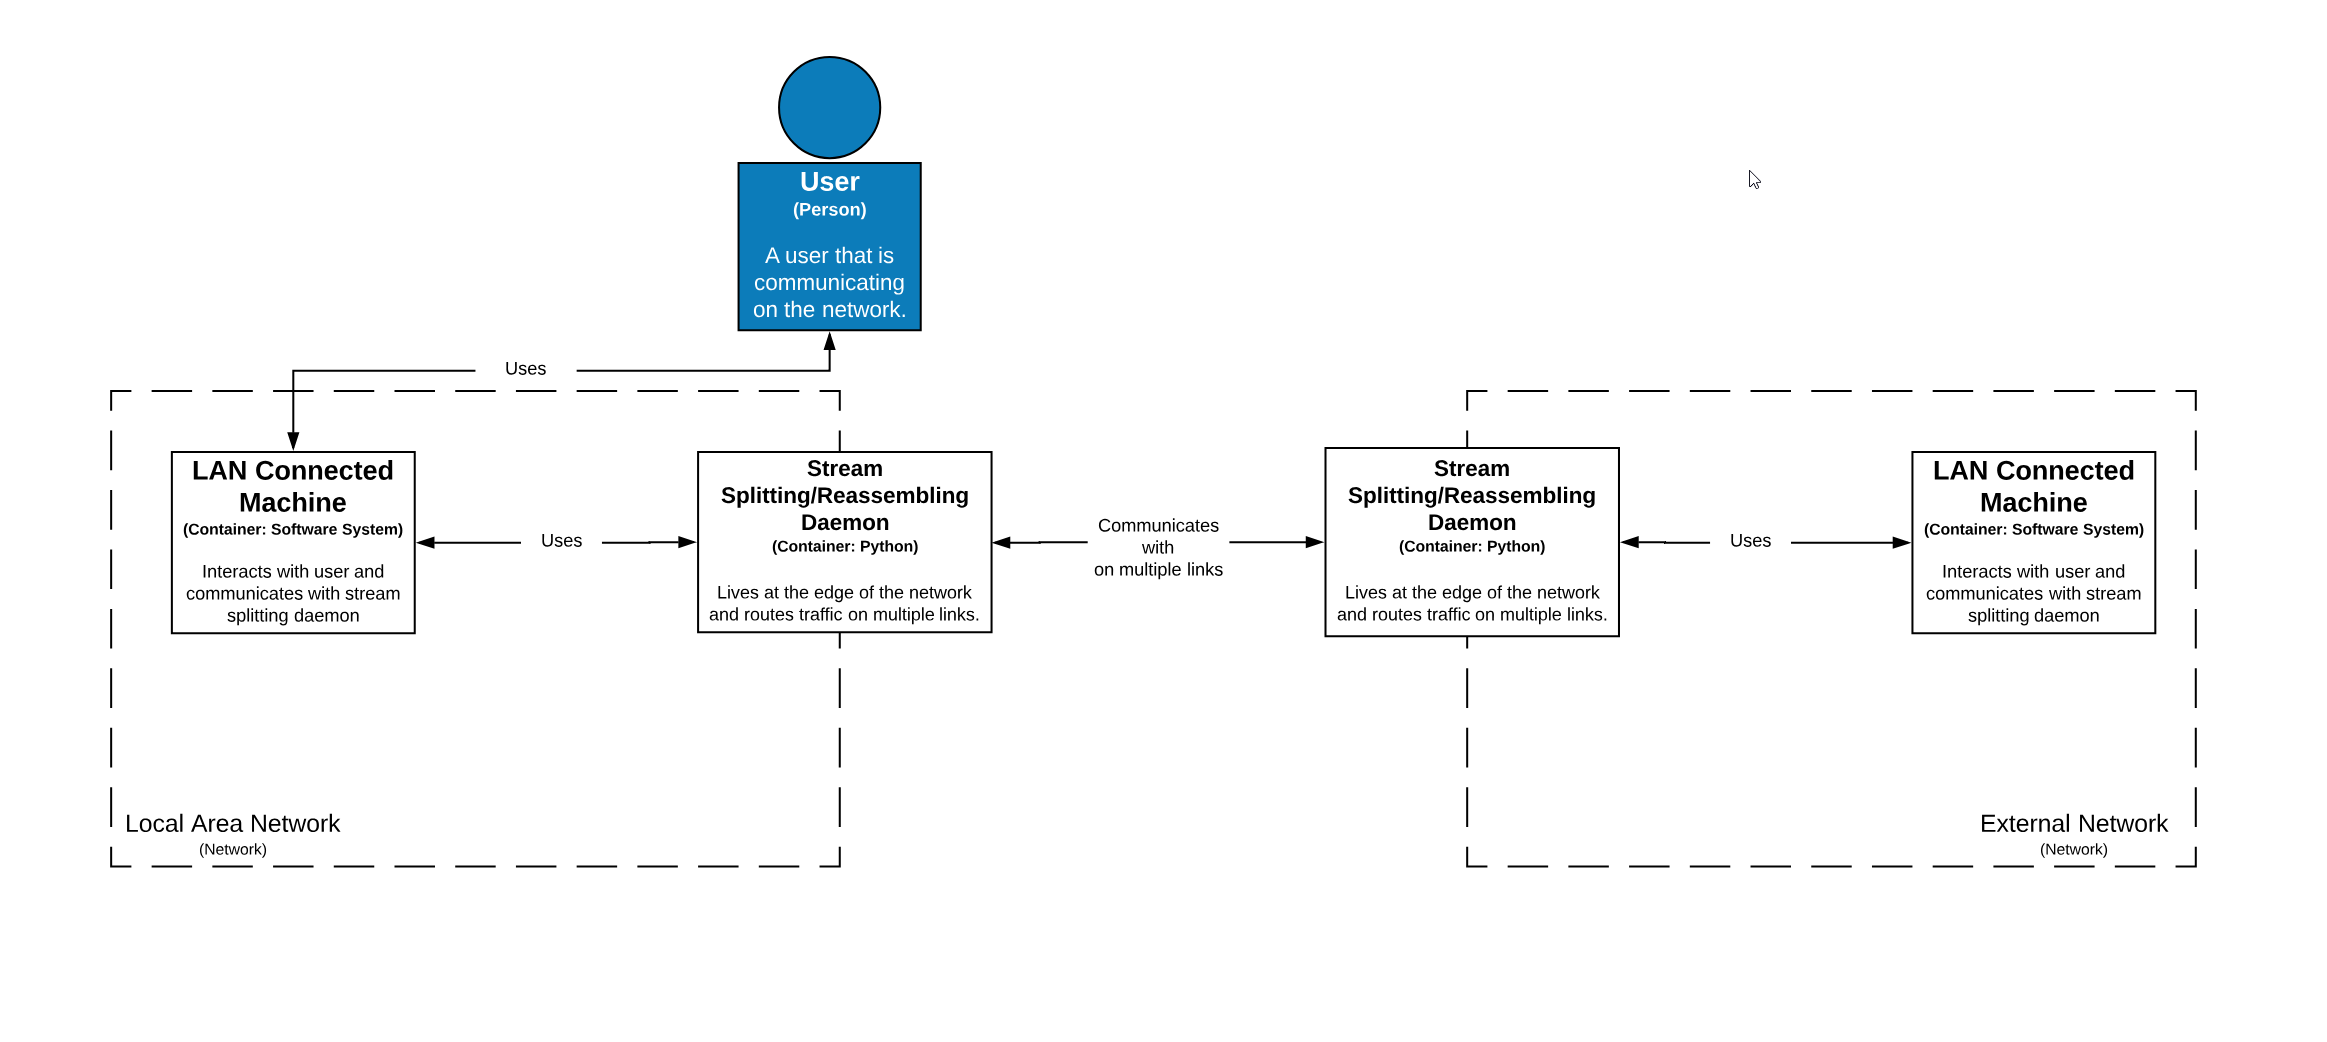 User
(Person)
A user that is
communicating
on the network.
Uses
LAN Connected
Machine
(Container: Software System)
Interacts with user and
communicates with stream
splitting daemon
Uses
Stream
Splitting/Reassembling
Daemon
(Container: Python)
Lives at the edge of the network
and routes traffic on multiple links.
Communicates
with
on multiple links
Stream
Splitting/Reassembling
Daemon
(Container: Python)
Lives at the edge of the network
and routes traffic on multiple links.
Uses
LAN Connected
Machine
(Container: Software System)
Interacts with user and
communicates with stream
splitting daemon
Local Area Network
(Network)
External Network
(Network)